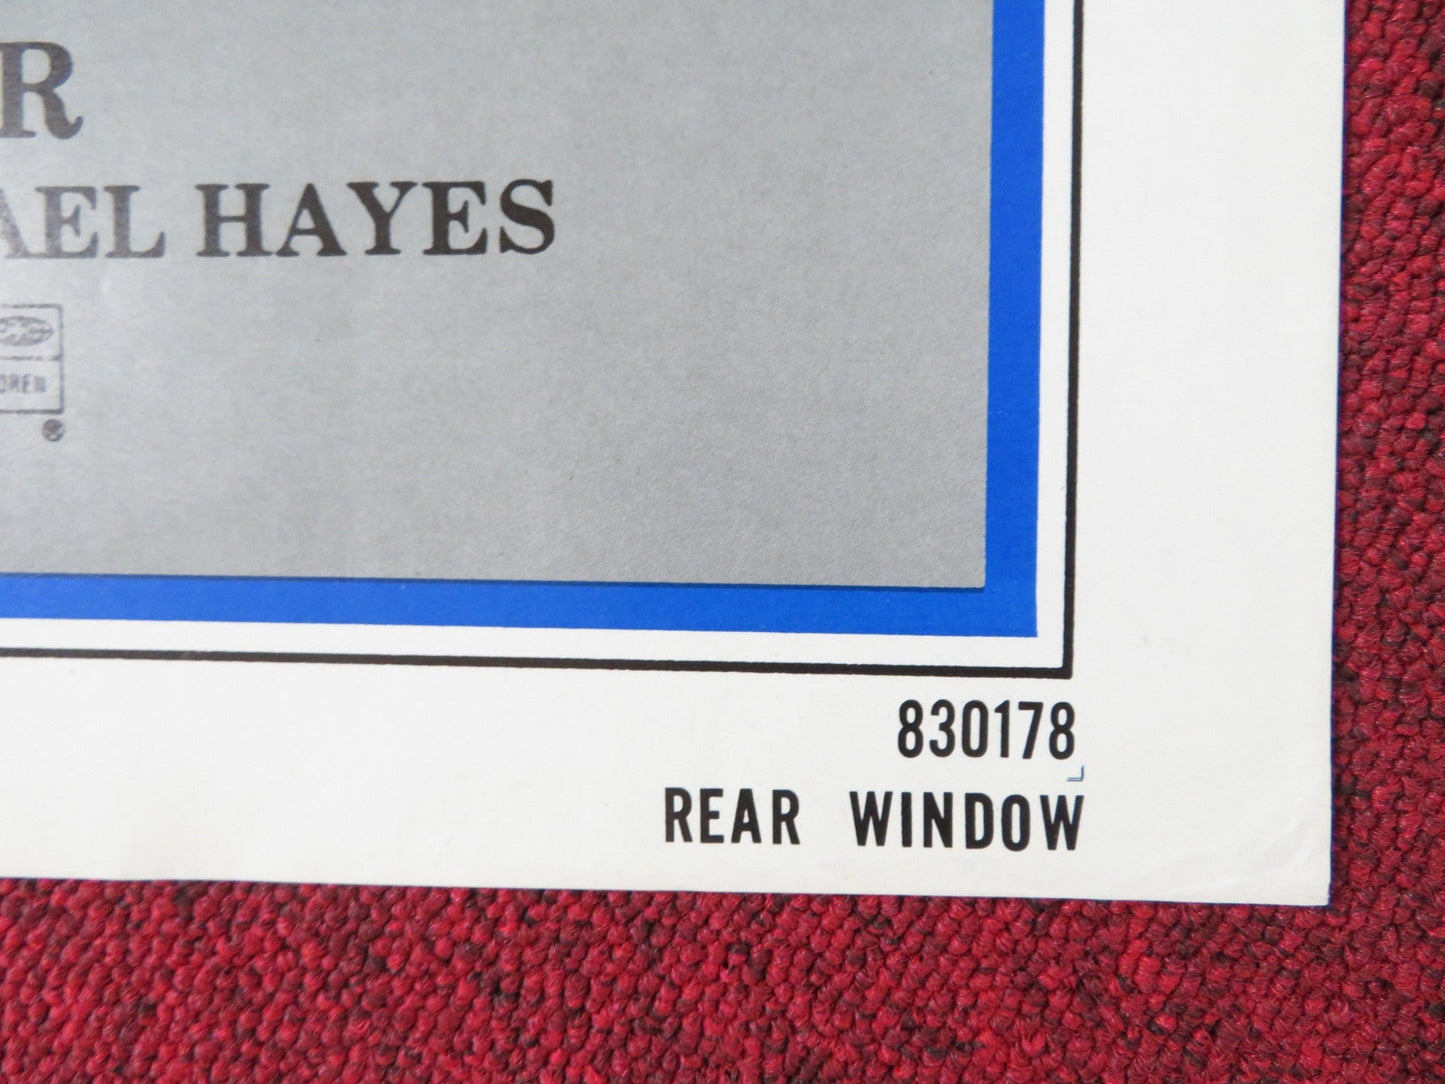 R
AEL HAYES
®
830178
REAR WINDOW